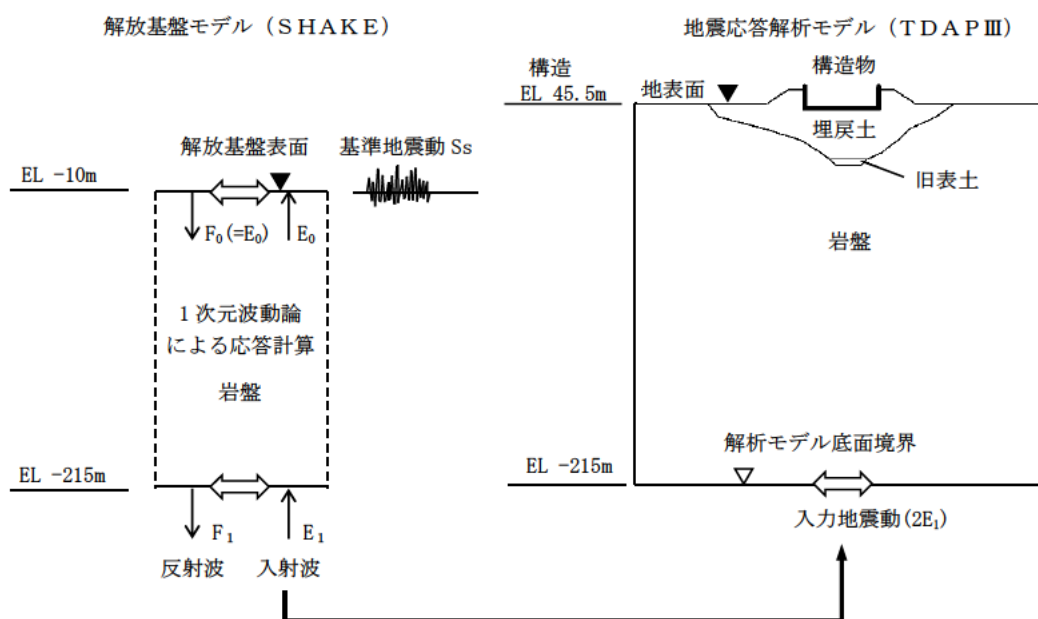 解放基盤モデル（ＳＨＡＫＥ）
解放基盤表面
基準地震動 Ss
EL -10m
F₀(=E₀)
E₀
１次元波動論
による応答計算
岩盤
EL -215m
F₁
E₁
反射波
入射波
地震応答解析モデル（ＴＤＡＰⅢ）
構造
EL 45.5m
地表面
構造物
埋戻土
旧表土
岩盤
解析モデル底面境界
EL -215m
入力地震動(2E₁)